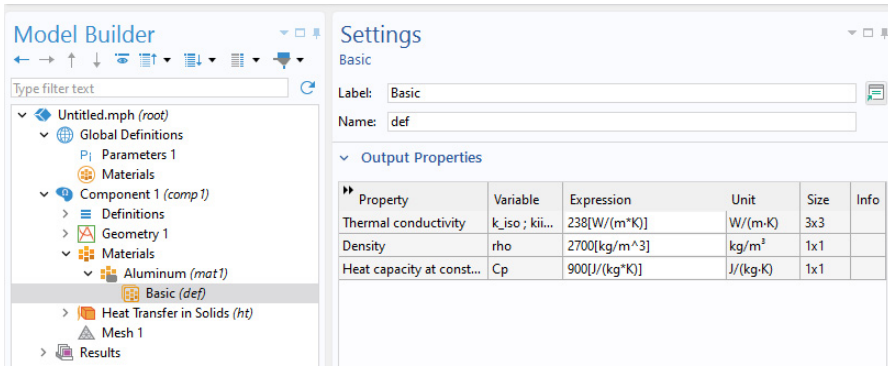 Model Builder
Type filter text
Untitled.mph (root)
Global Definitions
Pi Parameters 1
Materials
Component 1 (comp1)
Definitions
Geometry 1
Materials
Aluminum (mat1)
Basic (def)
Heat Transfer in Solids (ht)
Mesh 1
Results
Settings
Basic
Label: Basic
Name: def
Output Properties
Property Variable Expression Unit Size Info
Thermal conductivity k_iso ; kii... 238[W/(m*K)] W/(m·K) 3x3
Density rho 2700[kg/m^3] kg/m³ 1x1
Heat capacity at const... Cp 900[J/(kg*K)] J/(kg·K) 1x1